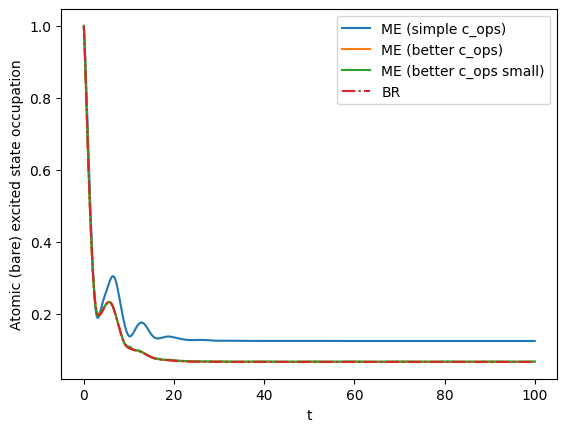 1.0
0.8
0.6
0.4
0.2
Atomic (bare) excited state occupation
ME (simple c_ops)
ME (better c_ops)
ME (better c_ops small)
BR
0
20
40
60
80
100
t